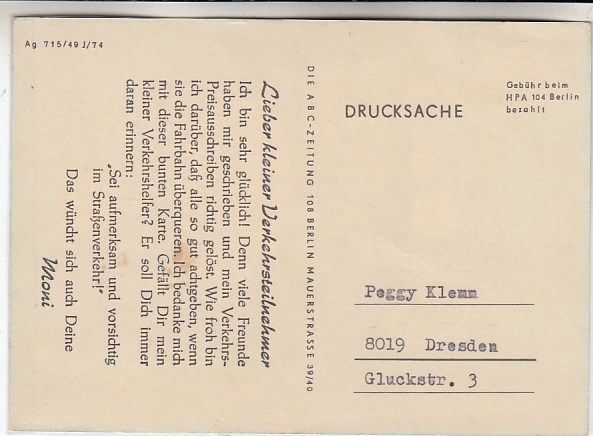 Ag 715/49 J/74
Lieber kleiner Verkehrsteilnehmer
Ich bin sehr glücklich! Denn viele Freunde
haben mir geschrieben und mein Verkehrs-
Preisausschreiben richtig gelöst. Wie froh bin
ich darüber, daß alle so gut achtgeben, wenn
sie die Fahrbahn überqueren. Ich bedanke mich
mit dieser bunten Karte. Gefällt Dir mein
kleiner Verkehrshelfer? Er soll Dich immer
daran erinnern:
„Sei aufmerksam und vorsichtig
im Straßenverkehr!"
Das wüncht sich auch Deine
Moni
DIE ABC-ZEITUNG 108 BERLIN MAUERSTRASSE 39/40
DRUCKSACHE
Gebühr beim
HPA 104 Berlin
bezahlt
Peggy Klemm
8019 Dresden
Gluckstr. 3